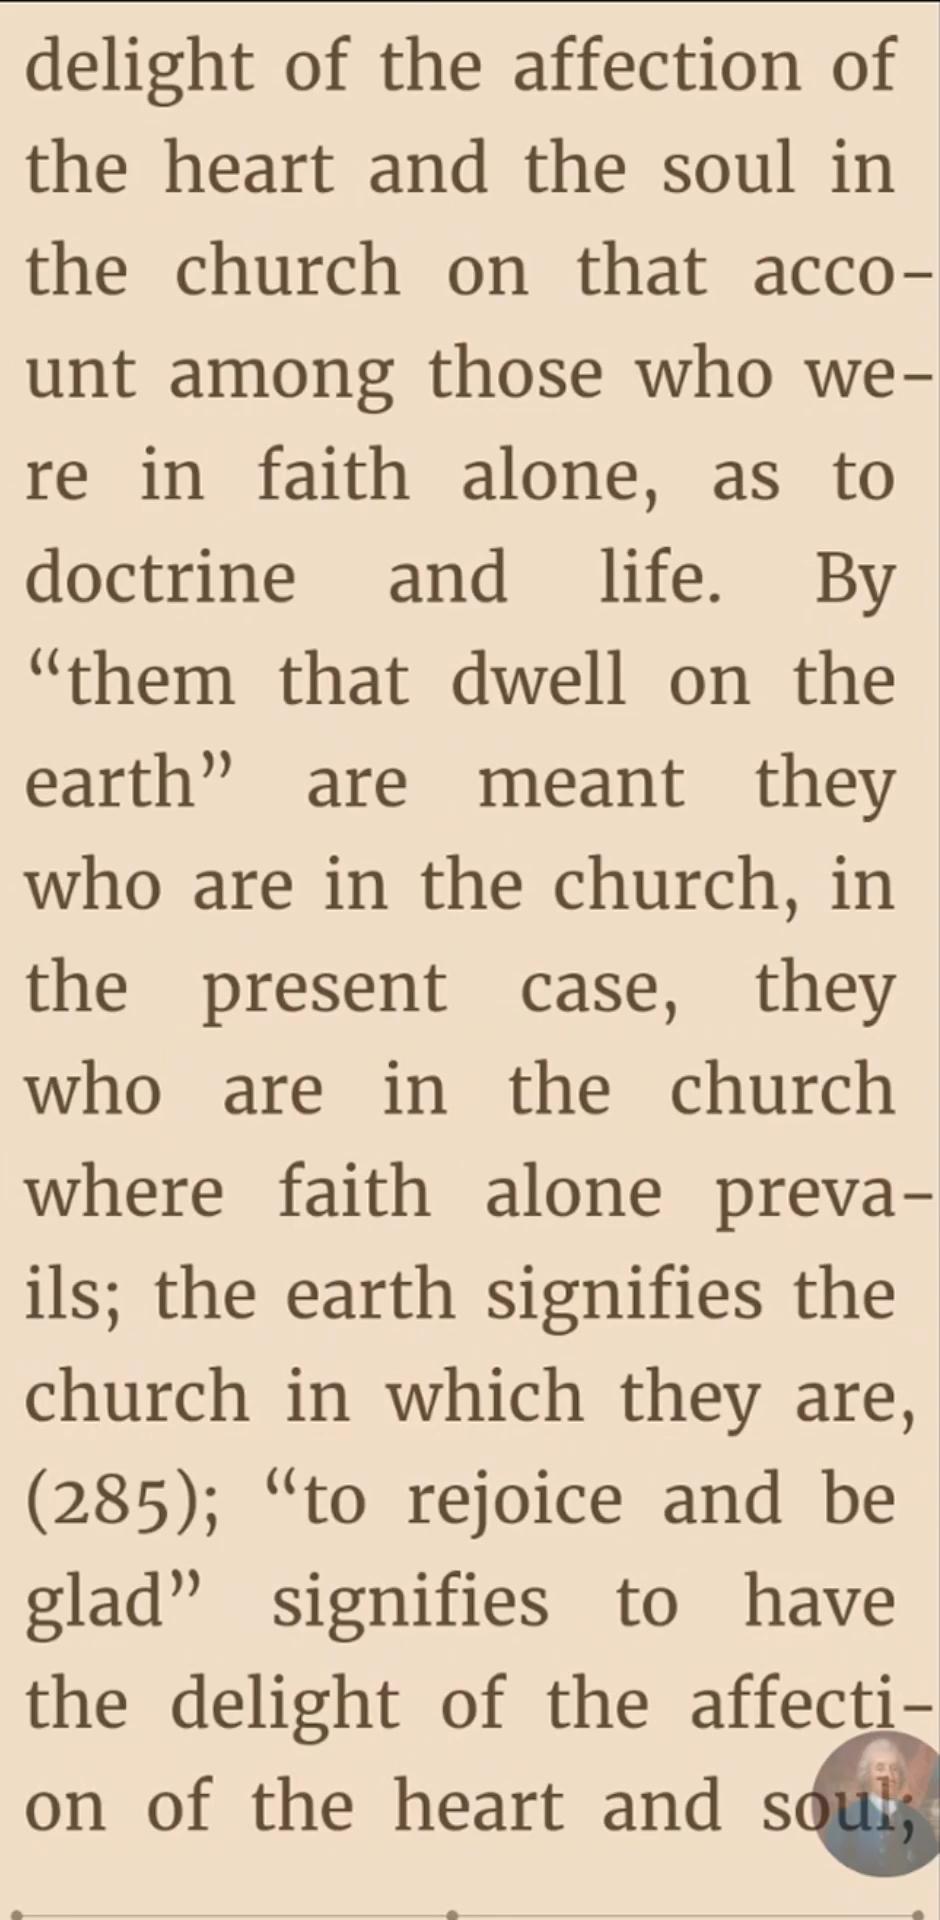 delight of the affection of
the heart and the soul in
the church on that acco-
unt among those who we-
re in faith alone, as to
doctrine and life. By
“them that dwell on the
earth” are meant they
who are in the church, in
the present case, they
who are in the church
where faith alone preva-
ils; the earth signifies the
church in which they are,
(285); “to rejoice and be
glad” signifies to have
the delight of the affecti-
on of the heart and soul;